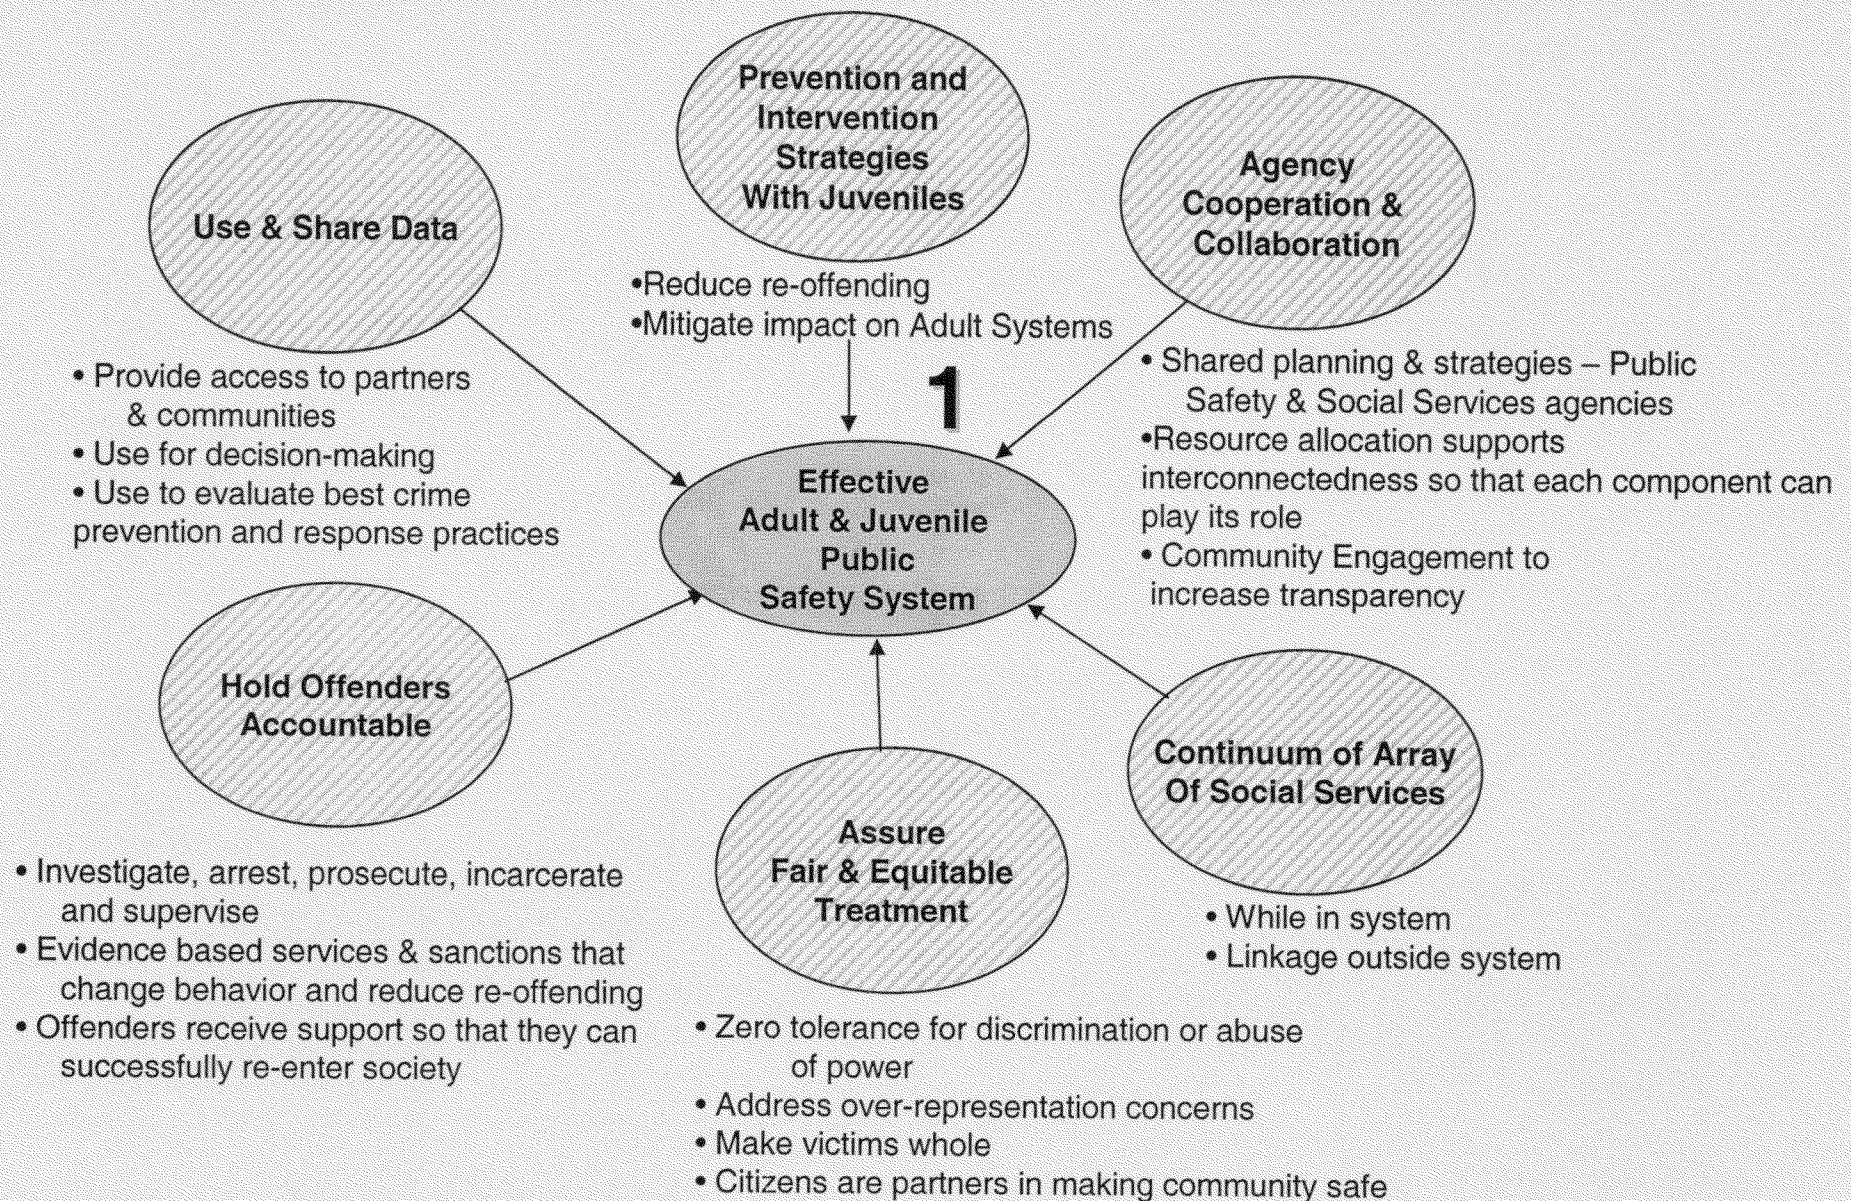 Prevention and
Intervention
Strategies
With Juveniles
•Reduce re-offending
•Mitigate impact on Adult Systems
Use & Share Data
• Provide access to partners
& communities
• Use for decision-making
• Use to evaluate best crime
prevention and response practices
Agency
Cooperation &
Collaboration
• Shared planning & strategies – Public
Safety & Social Services agencies
•Resource allocation supports
interconnectedness so that each component can
play its role
• Community Engagement to
increase transparency
1
Effective
Adult & Juvenile
Public
Safety System
Hold Offenders
Accountable
• Investigate, arrest, prosecute, incarcerate
and supervise
• Evidence based services & sanctions that
change behavior and reduce re-offending
• Offenders receive support so that they can
successfully re-enter society
Assure
Fair & Equitable
Treatment
• Zero tolerance for discrimination or abuse
of power
• Address over-representation concerns
• Make victims whole
• Citizens are partners in making community safe
Continuum of Array
Of Social Services
• While in system
• Linkage outside system